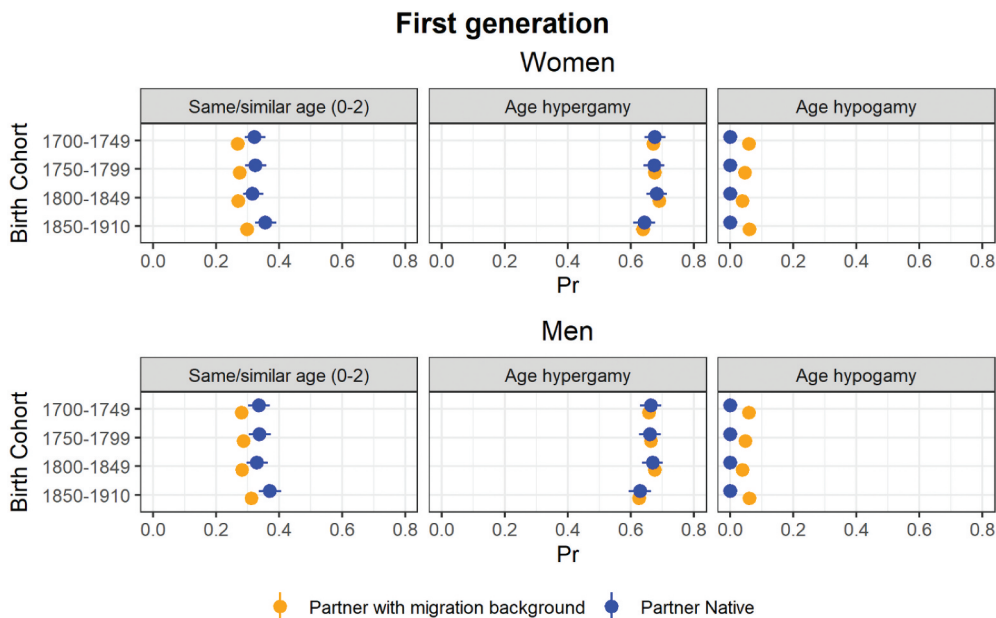 First generation
Women
Same/similar age (0-2) Age hypergamy Age hypogamy
Birth Cohort
1700-1749
1750-1799
1800-1849
1850-1910
0.0 0.2 0.4 0.6 0.8 0.0 0.2 0.4 0.6 0.8 0.0 0.2 0.4 0.6 0.8
Pr
Men
Same/similar age (0-2) Age hypergamy Age hypogamy
Birth Cohort
1700-1749
1750-1799
1800-1849
1850-1910
0.0 0.2 0.4 0.6 0.8 0.0 0.2 0.4 0.6 0.8 0.0 0.2 0.4 0.6 0.8
Pr
Partner with migration background Partner Native